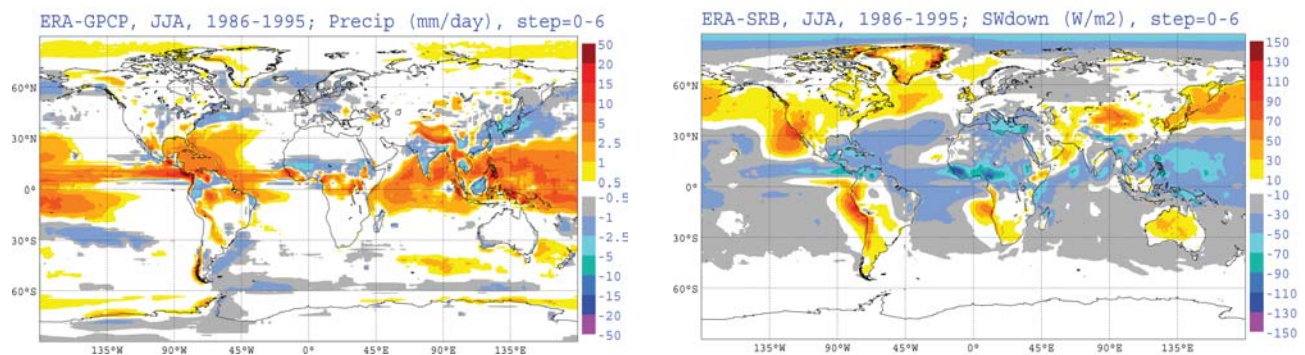 ERA-GPCP, JJA, 1986-1995; Precip (mm/day), step=0-6
50
20
15
10
5
2.5
1
0.5
-0.5
-1
-2.5
-5
-10
-15
-20
-50
60°N
30°N
0°
30°S
60°S
135°W 90°W 45°W 0° 45°E 90°E 135°E
ERA-SRB, JJA, 1986-1995; SWdown (W/m2), step=0-6
150
130
110
90
70
50
30
10
-10
-30
-50
-70
-90
-110
-130
-150
60°N
30°N
0°
30°S
60°S
135°W 90°W 45°W 0° 45°E 90°E 135°E